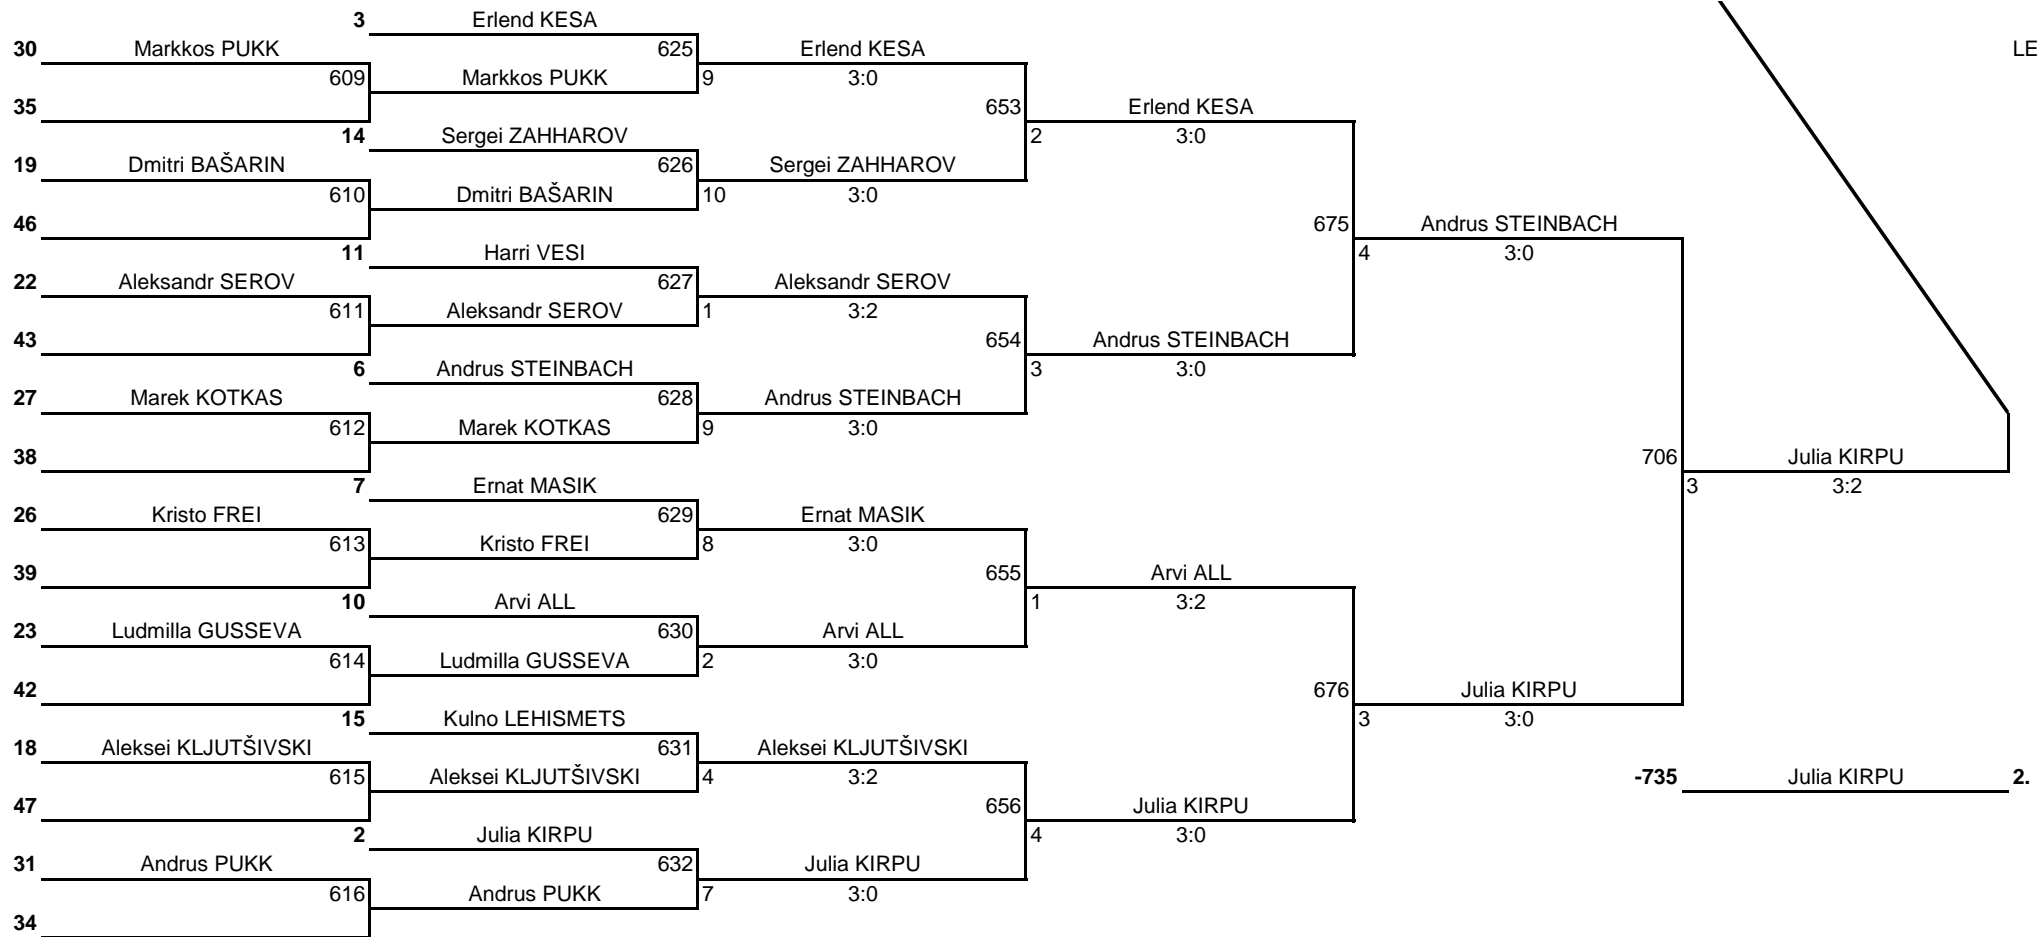 3 Erlend KESA
30 Markkos PUKK 625 Erlend KESA LE
609 Markkos PUKK 9 3:0
35 653 Erlend KESA
14 Sergei ZAHHAROV 2 3:0
19 Dmitri BAŠARIN 626 Sergei ZAHHAROV
610 Dmitri BAŠARIN 10 3:0
46 675 Andrus STEINBACH
11 Harri VESI 4 3:0
22 Aleksandr SEROV 627 Aleksandr SEROV
611 Aleksandr SEROV 1 3:2
43 654 Andrus STEINBACH
6 Andrus STEINBACH 3 3:0
27 Marek KOTKAS 628 Andrus STEINBACH
612 Marek KOTKAS 9 3:0
38 706 Julia KIRPU
7 Ernat MASIK 3 3:2
26 Kristo FREI 629 Ernat MASIK
613 Kristo FREI 8 3:0
39 655 Arvi ALL
10 Arvi ALL 1 3:2
23 Ludmilla GUSSEVA 630 Arvi ALL
614 Ludmilla GUSSEVA 2 3:0
42 676 Julia KIRPU
15 Kulno LEHISMETS 3 3:0
18 Aleksei KLJUTŠIVSKI 631 Aleksei KLJUTŠIVSKI
615 Aleksei KLJUTŠIVSKI 4 3:2 -735 Julia KIRPU 2.
47 656 Julia KIRPU
2 Julia KIRPU 4 3:0
31 Andrus PUKK 632 Julia KIRPU
616 Andrus PUKK 7 3:0
34